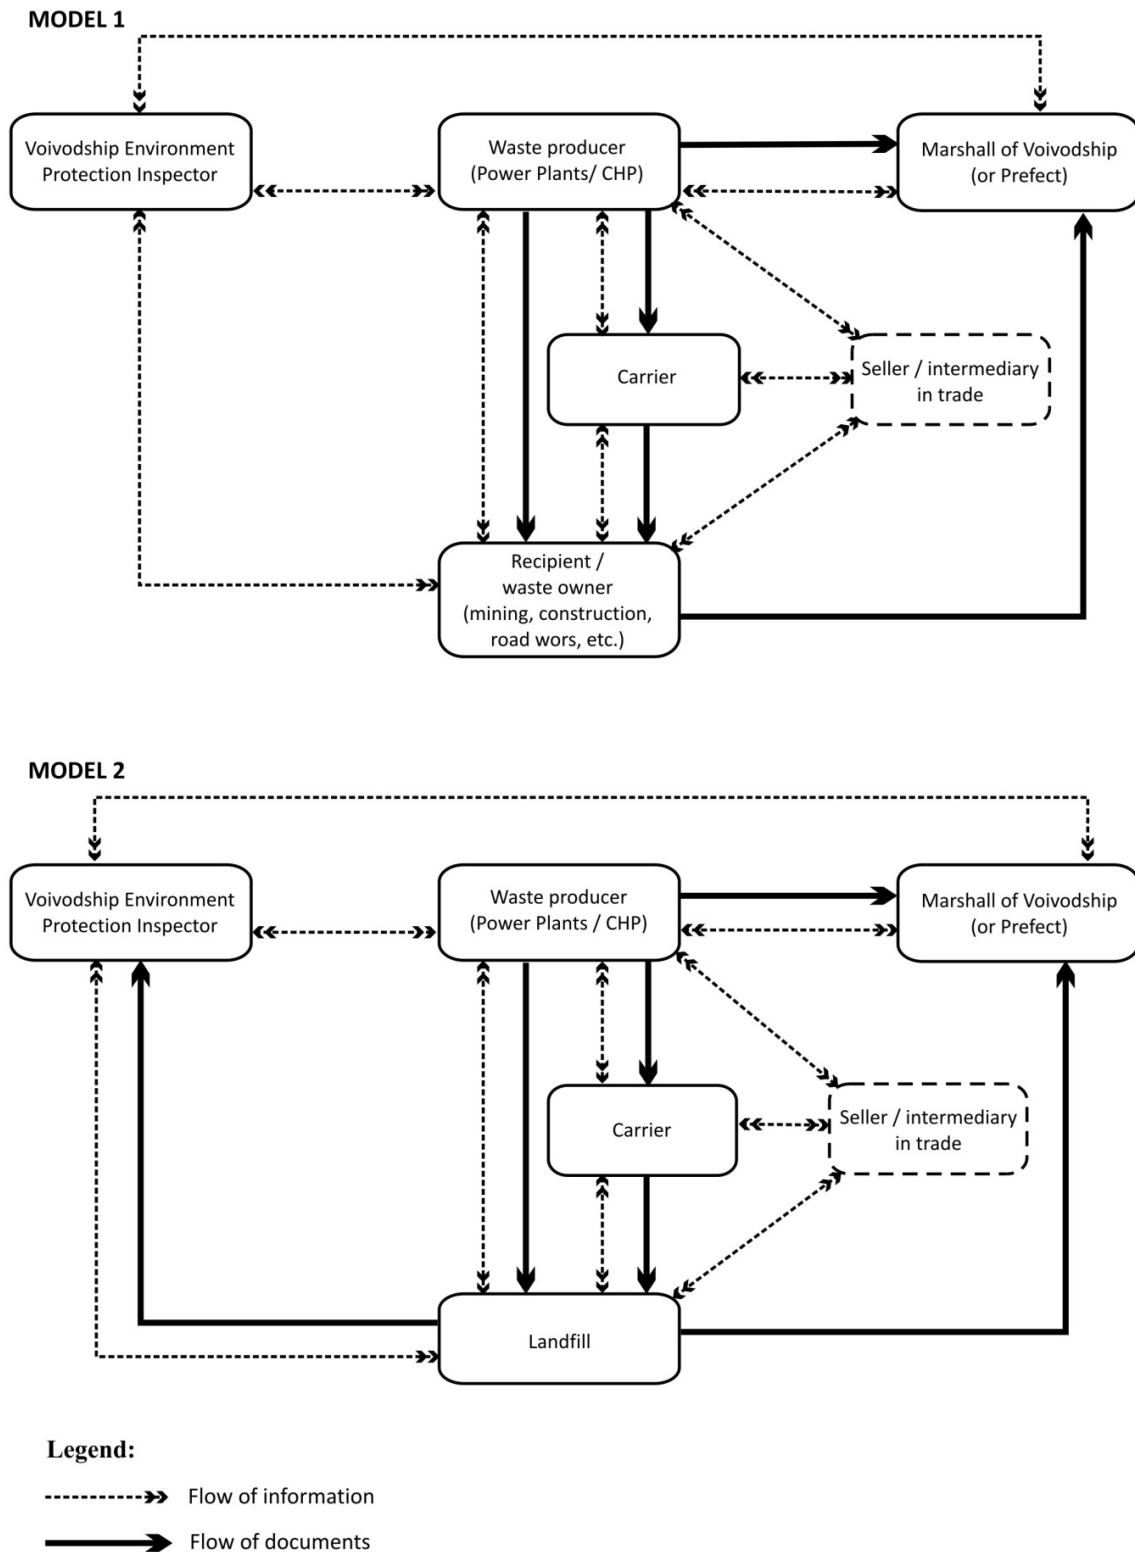 MODEL 1
Voivodship Environment
Protection Inspector
Waste producer
(Power Plants/ CHP)
Marshall of Voivodship
(or Prefect)
Carrier
Seller / intermediary
in trade
Recipient /
waste owner
(mining, construction,
road wors, etc.)
MODEL 2
Voivodship Environment
Protection Inspector
Waste producer
(Power Plants / CHP)
Marshall of Voivodship
(or Prefect)
Carrier
Seller / intermediary
in trade
Landfill
Legend:
Flow of information
Flow of documents